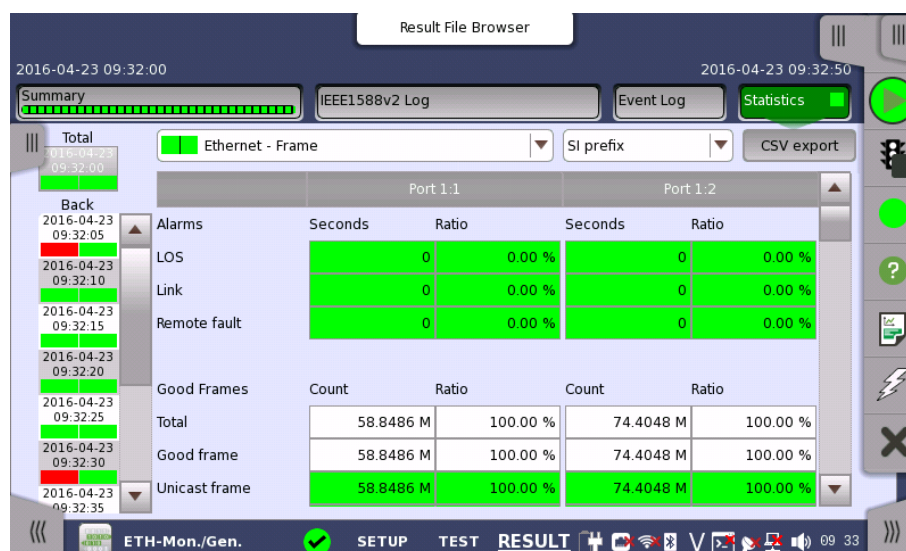 Result File Browser
2016-04-23 09:32:00 2016-04-23 09:32:50
Summary IEEE1588v2 Log Event Log Statistics
Total Ethernet - Frame SI prefix CSV export
2016-04-23
09:32:00
Port 1:1 Port 1:2
Back
2016-04-23
09:32:05
Alarms Seconds Ratio Seconds Ratio
LOS 0 0.00 % 0 0.00 %
2016-04-23
09:32:10
Link 0 0.00 % 0 0.00 %
2016-04-23
09:32:15
Remote fault 0 0.00 % 0 0.00 %
2016-04-23
09:32:20
Good Frames Count Ratio Count Ratio
2016-04-23
09:32:25
Total 58.8486 M 100.00 % 74.4048 M 100.00 %
2016-04-23
09:32:30
Good frame 58.8486 M 100.00 % 74.4048 M 100.00 %
2016-04-23
09:32:35
Unicast frame 58.8486 M 100.00 % 74.4048 M 100.00 %
ETH-Mon./Gen. SETUP TEST RESULT 09 33